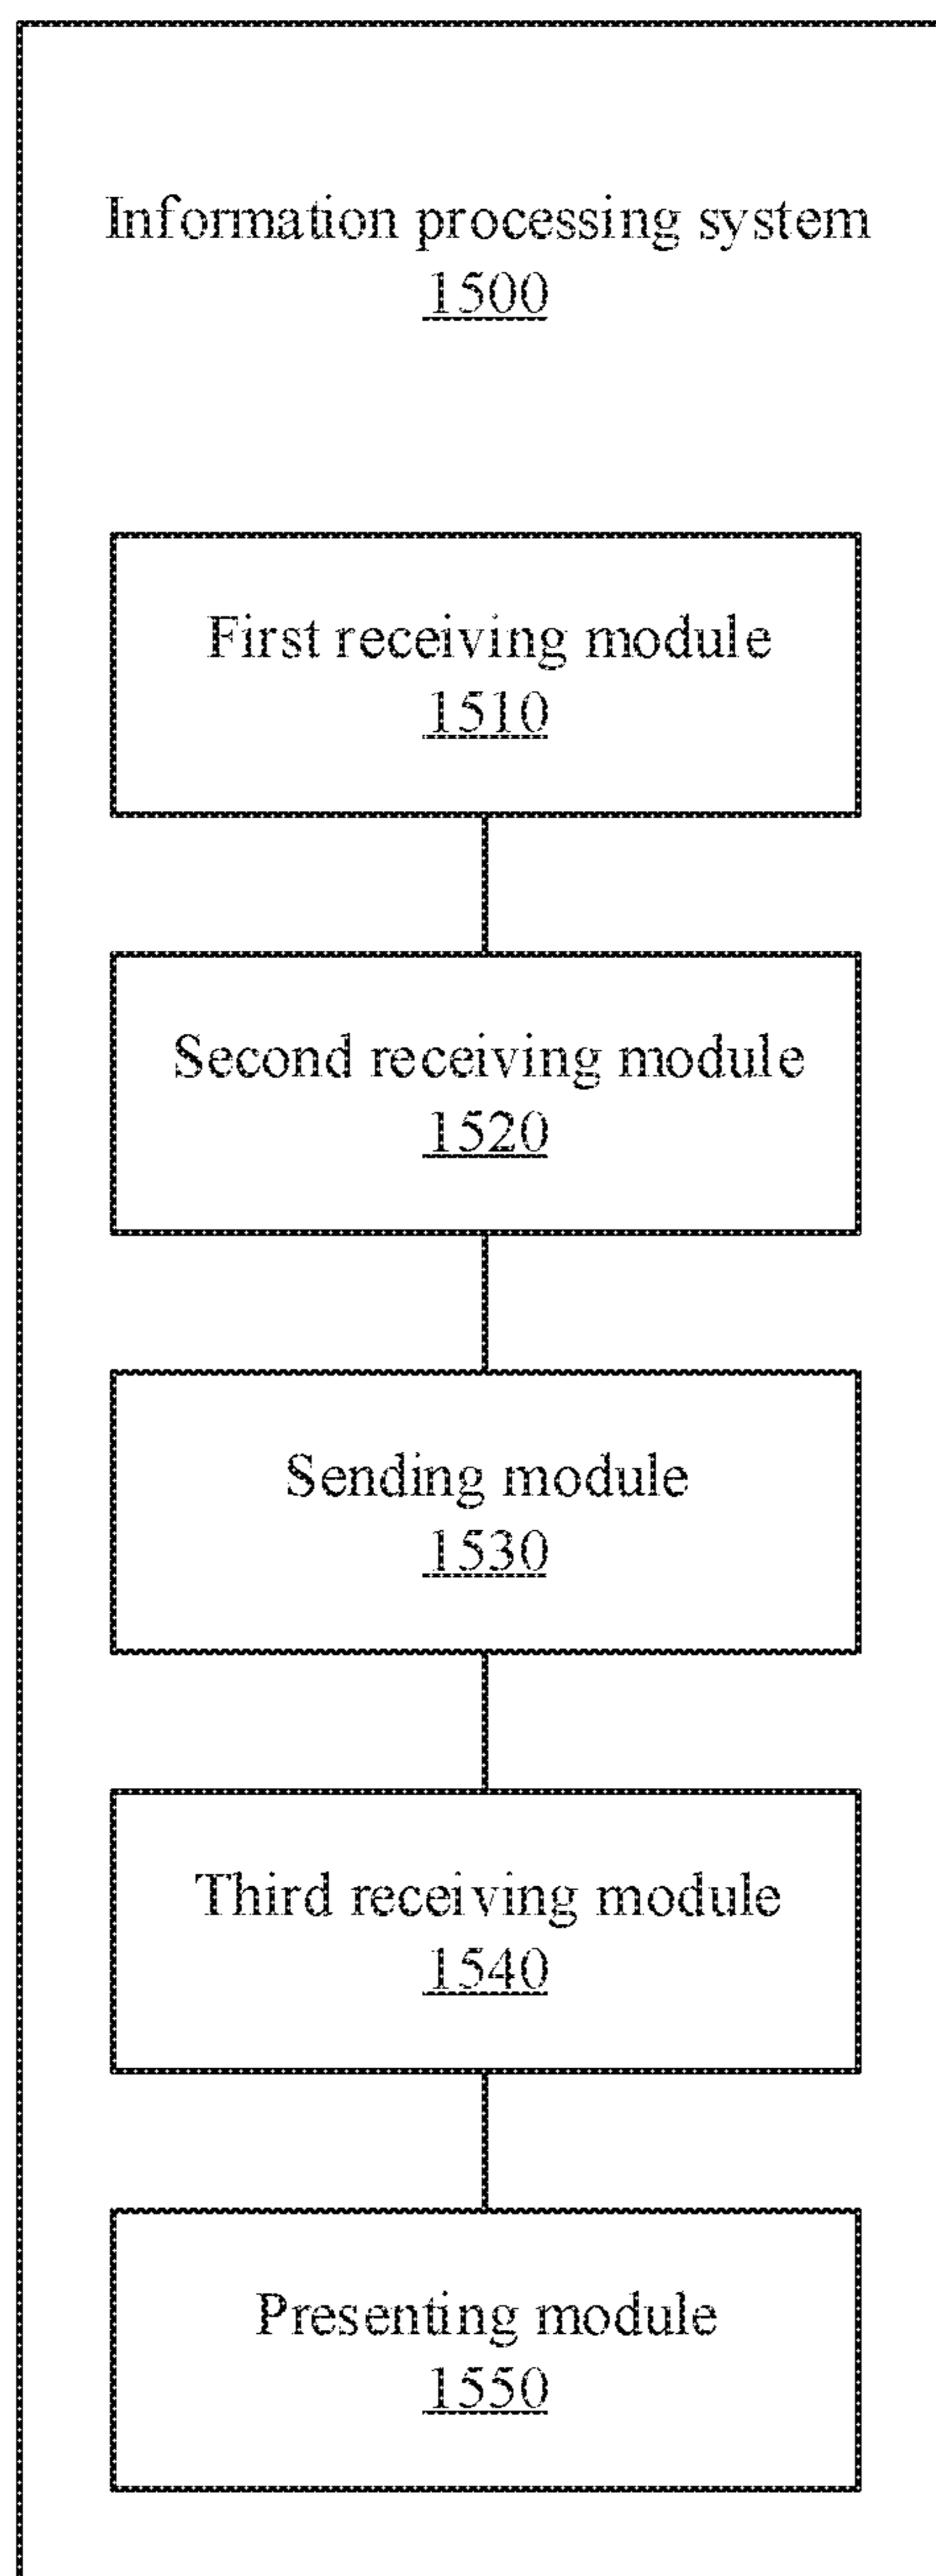 Information processing system
1500
First receiving module
1510
Second receiving module
1520
Sending module
1530
Third receiving module
1540
Presenting module
1550